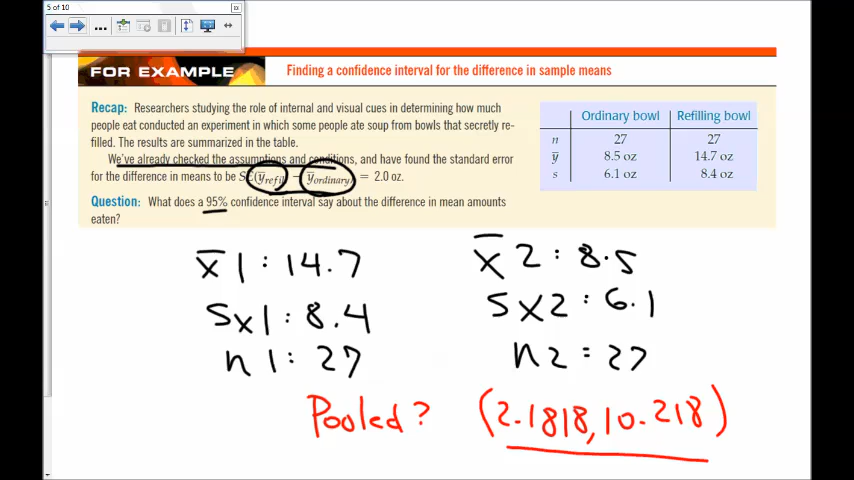 5 of 10
...
FOR EXAMPLE Finding a confidence interval for the difference in sample means
Recap: Researchers studying the role of internal and visual cues in determining how much
people eat conducted an experiment in which some people ate soup from bowls that secretly re-
filled. The results are summarized in the table.
We've already checked the assumptions and conditions, and have found the standard error
for the difference in means to be SE(y̅refill − y̅ordinary) = 2.0 oz.
Question: What does a 95% confidence interval say about the difference in mean amounts
eaten?
Ordinary bowl Refilling bowl
n 27 27
y̅ 8.5 oz 14.7 oz
s 6.1 oz 8.4 oz
x̅1: 14.7 x̅2: 8.5
Sx1: 8.4 Sx2: 6.1
n1: 27 n2: 27
Pooled? (2.1818, 10.218)